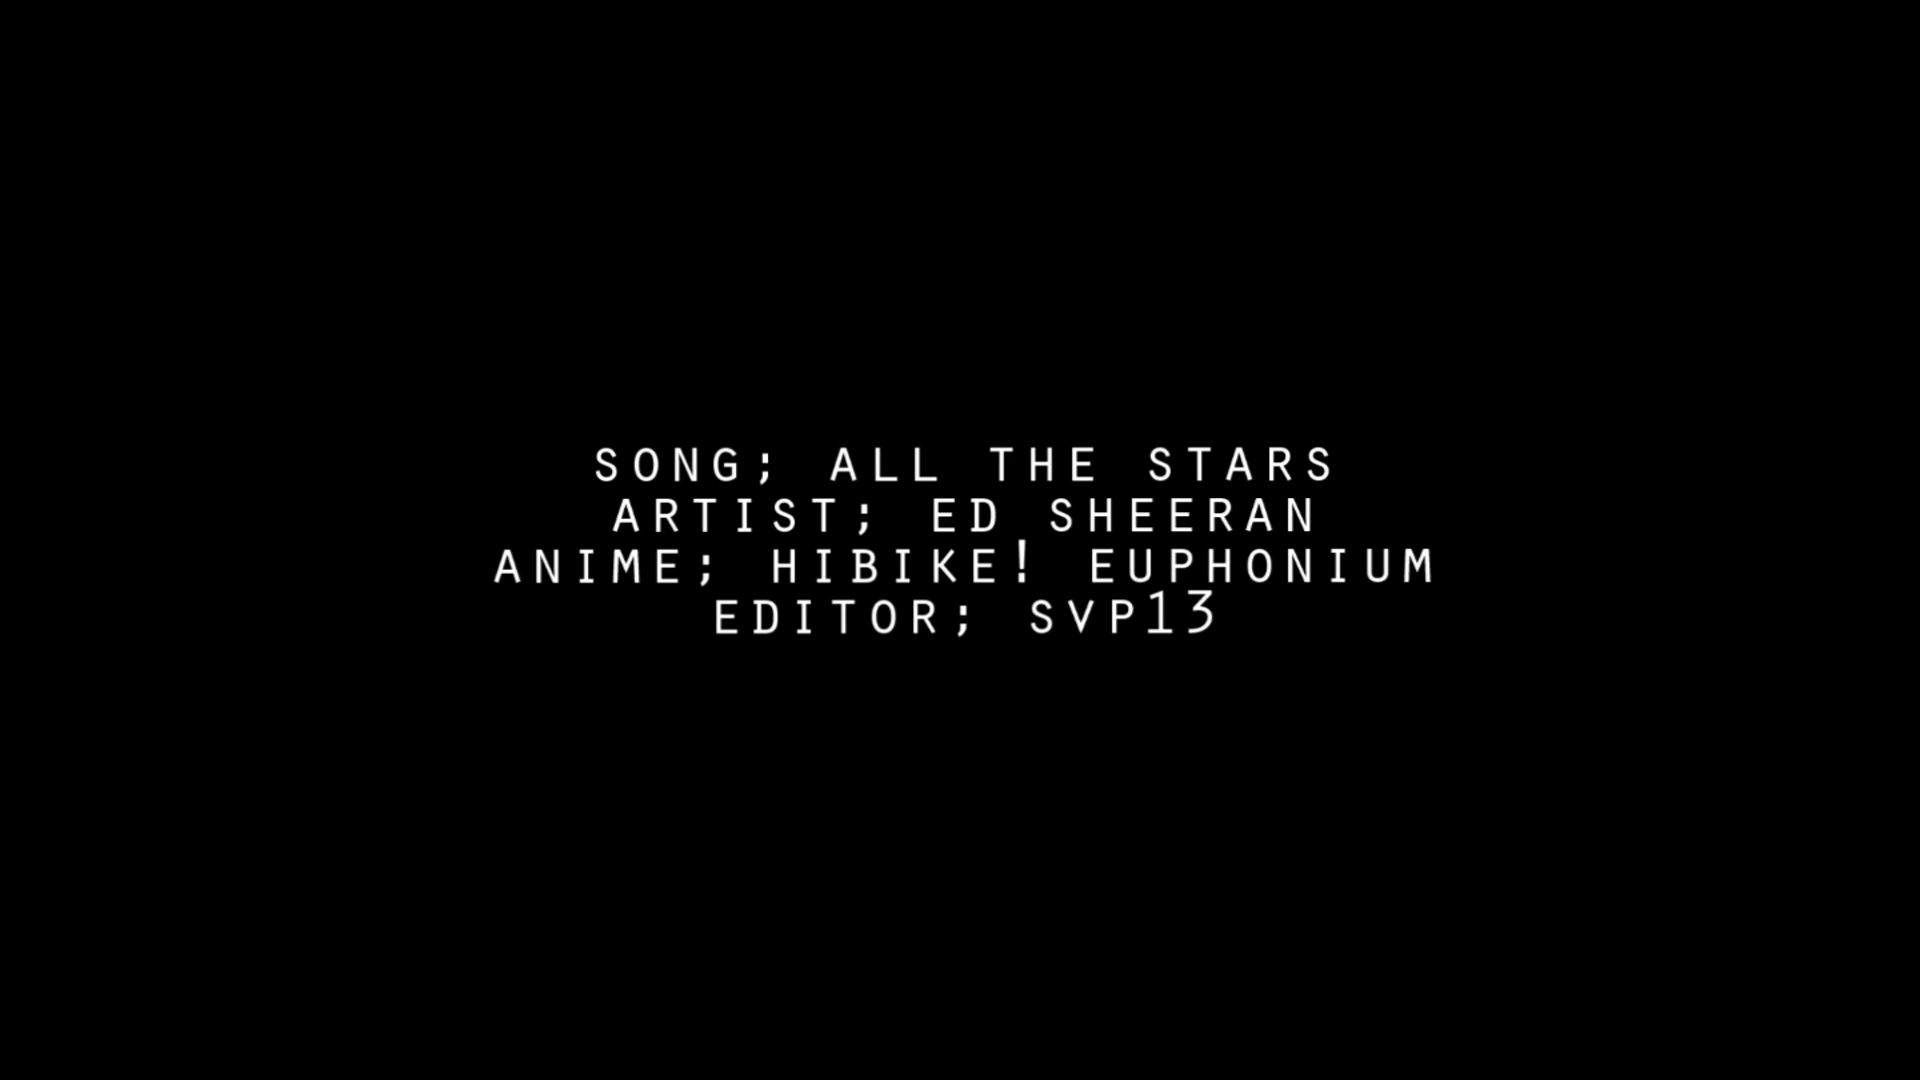 SONG; ALL THE STARS
ARTIST; ED SHEERAN
ANIME; HIBIKE! EUPHONIUM
EDITOR; SVP13